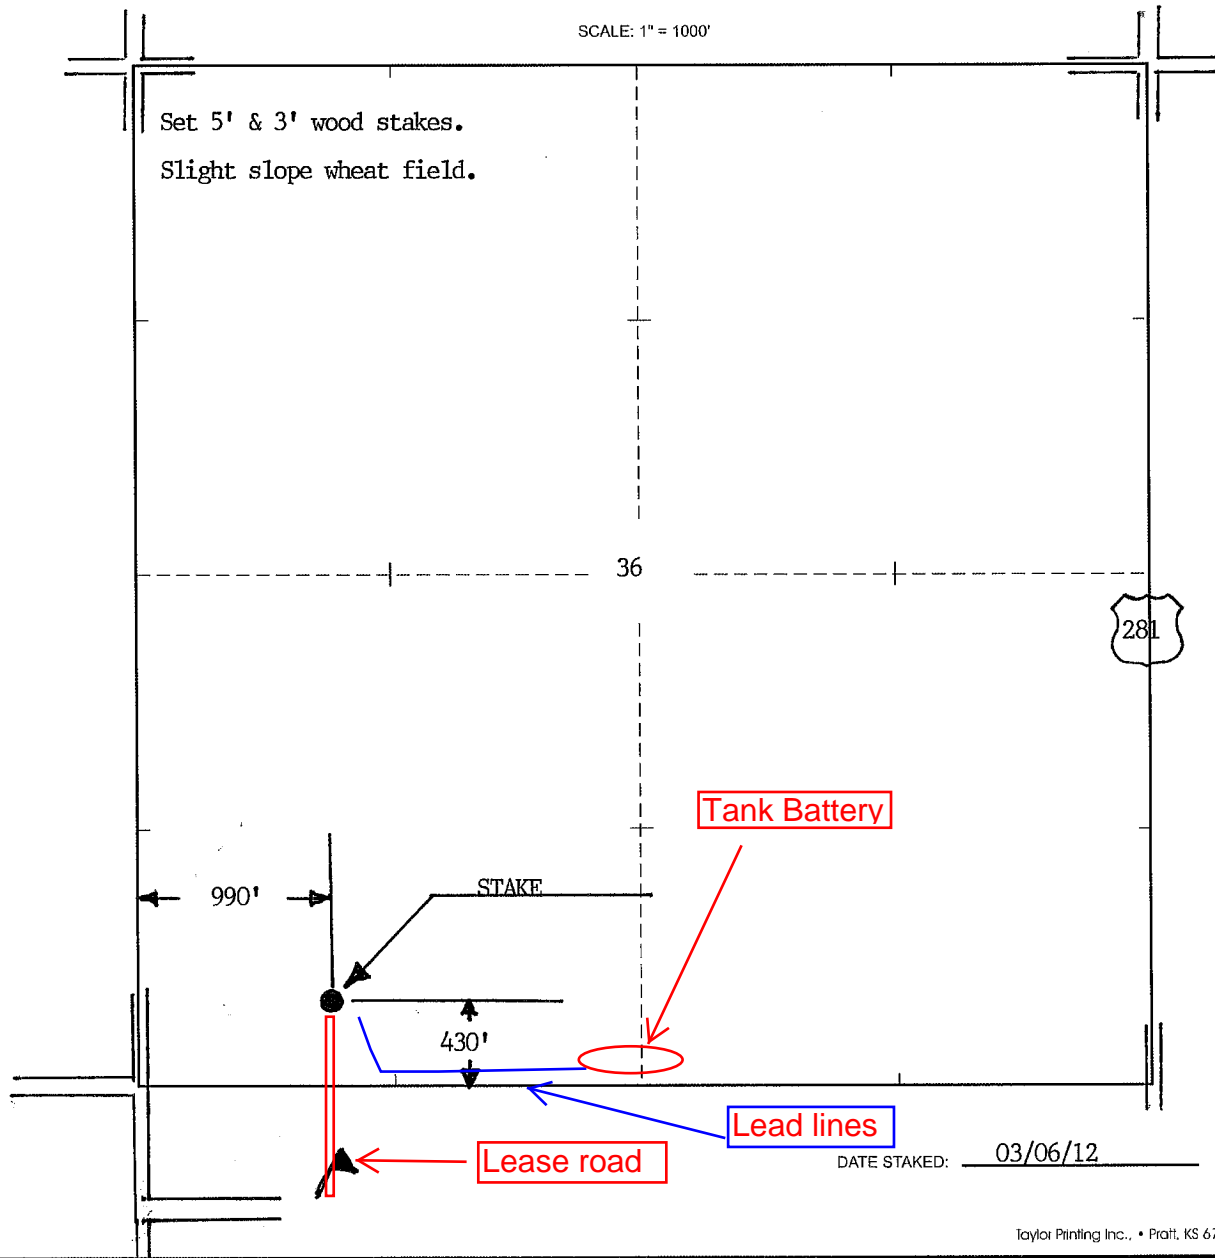 SCALE: 1" = 1000'
Set 5' & 3' wood stakes.
Slight slope wheat field.
36
281
Tank Battery
STAKE
990'
430'
Lead lines
Lease road
DATE STAKED: 03/06/12
Taylor Printing Inc., • Pratt, KS 67